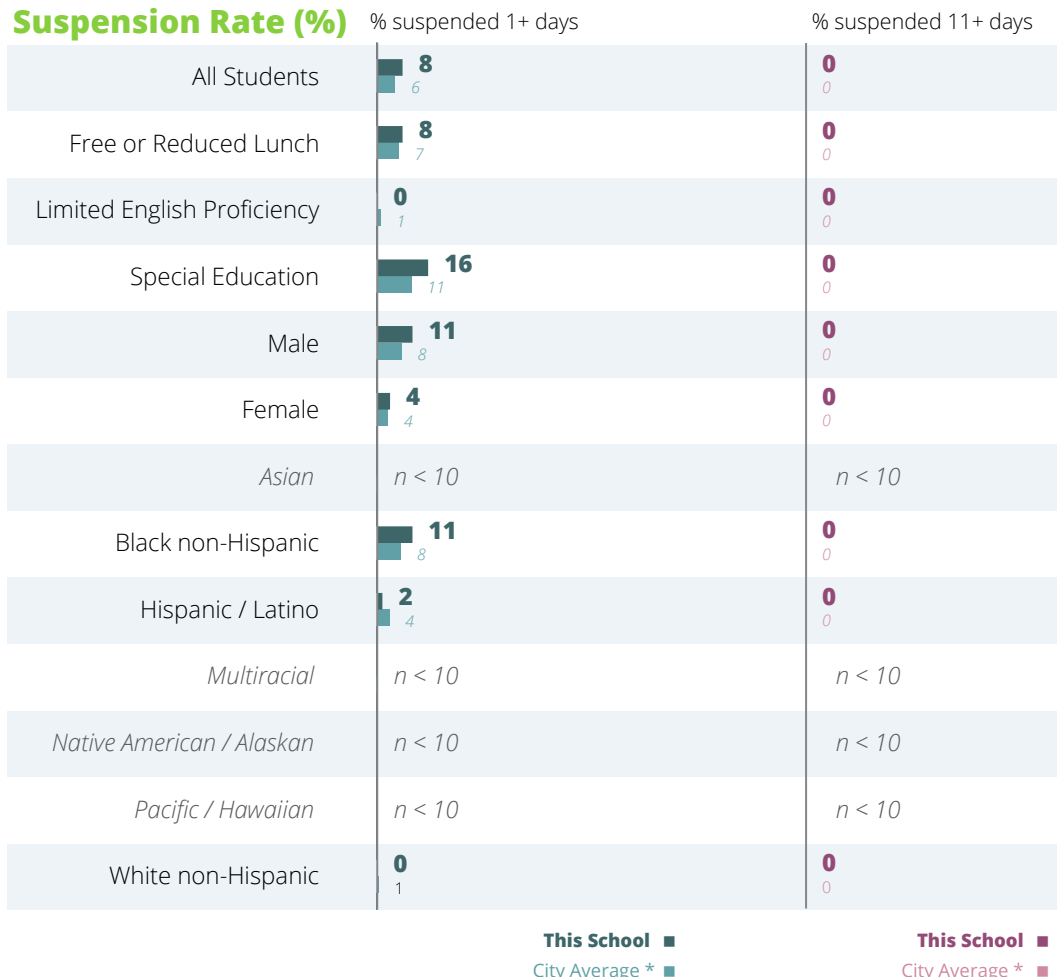 Suspension Rate (%) % suspended 1+ days % suspended 11+ days
All Students 8 0
6 0
Free or Reduced Lunch 8 0
7 0
Limited English Proficiency 0 0
1 0
Special Education 16 0
11 0
Male 11 0
8 0
Female 4 0
4 0
Asian n < 10 n < 10
Black non-Hispanic 11 0
8 0
Hispanic / Latino 2 0
4 0
Multiracial n < 10 n < 10
Native American / Alaskan n < 10 n < 10
Pacific / Hawaiian n < 10 n < 10
White non-Hispanic 0 0
1 0
This School This School
City Average * City Average *